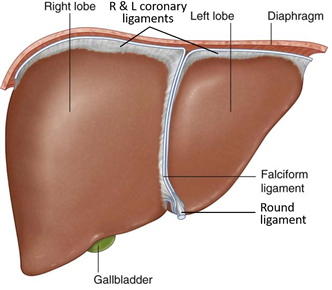 Right lobe
R & L coronary
ligaments
Left lobe
Diaphragm
Falciform
ligament
Round
ligament
Gallbladder